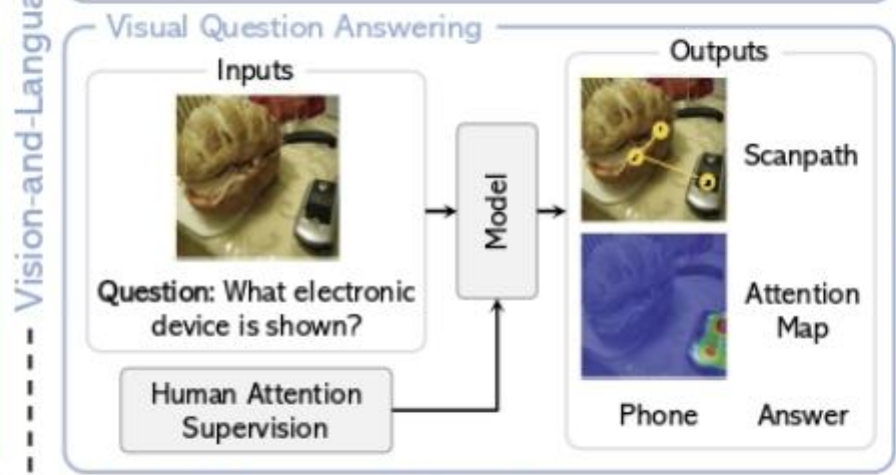 Vision-and-Langua
Visual Question Answering
Inputs
Question: What electronic
device is shown?
Human Attention
Supervision
Model
Outputs
Scanpath
Attention
Map
Phone
Answer